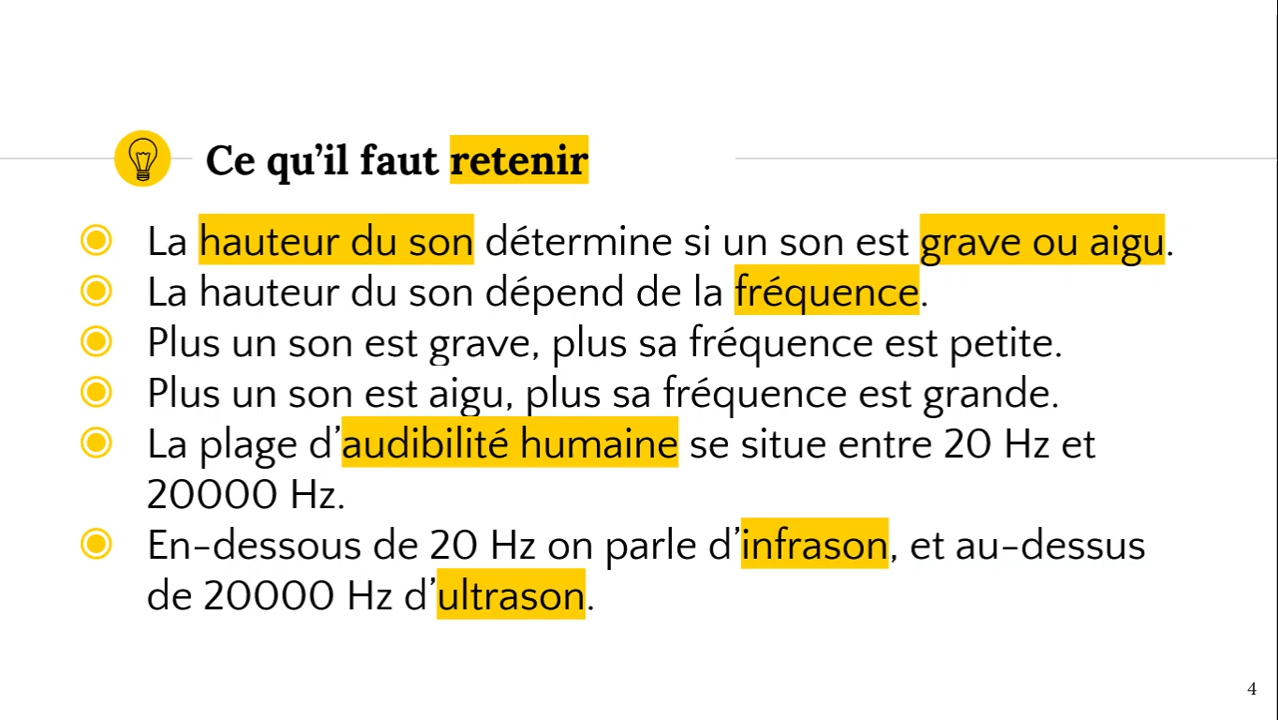 Ce qu’il faut retenir
La hauteur du son détermine si un son est grave ou aigu.
La hauteur du son dépend de la fréquence.
Plus un son est grave, plus sa fréquence est petite.
Plus un son est aigu, plus sa fréquence est grande.
La plage d’audibilité humaine se situe entre 20 Hz et
20000 Hz.
En-dessous de 20 Hz on parle d’infrason, et au-dessus
de 20000 Hz d’ultrason.
4